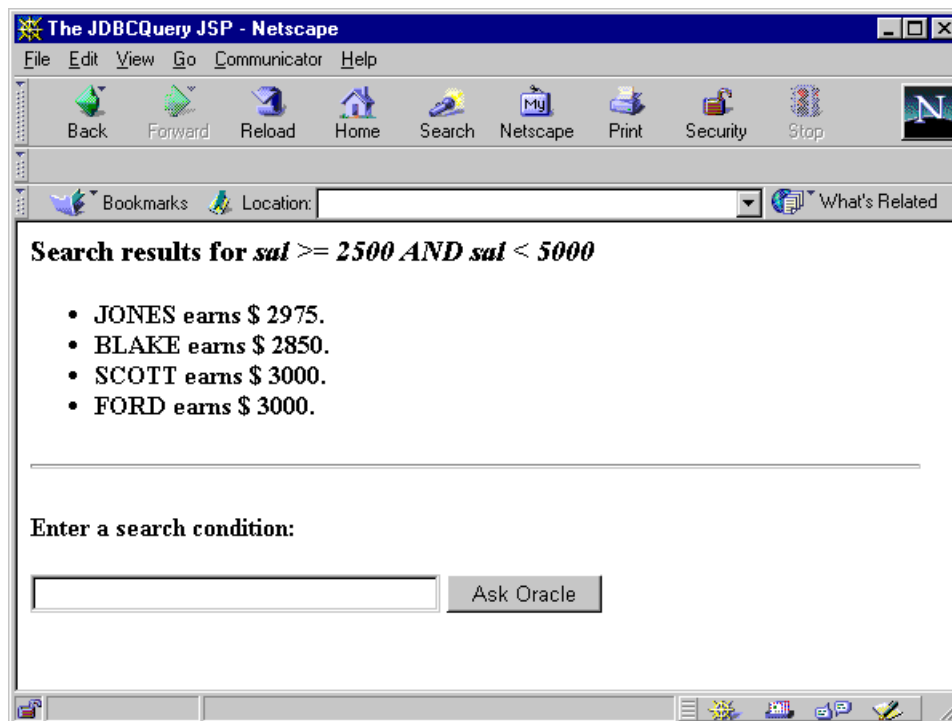 The JDBCQuery JSP - Netscape
File Edit View Go Communicator Help
Back Forward Reload Home Search My Netscape Print Security Stop N
Bookmarks Location: What's Related
Search results for sal >= 2500 AND sal < 5000
• JONES earns $ 2975.
• BLAKE earns $ 2850.
• SCOTT earns $ 3000.
• FORD earns $ 3000.
Enter a search condition:
Ask Oracle